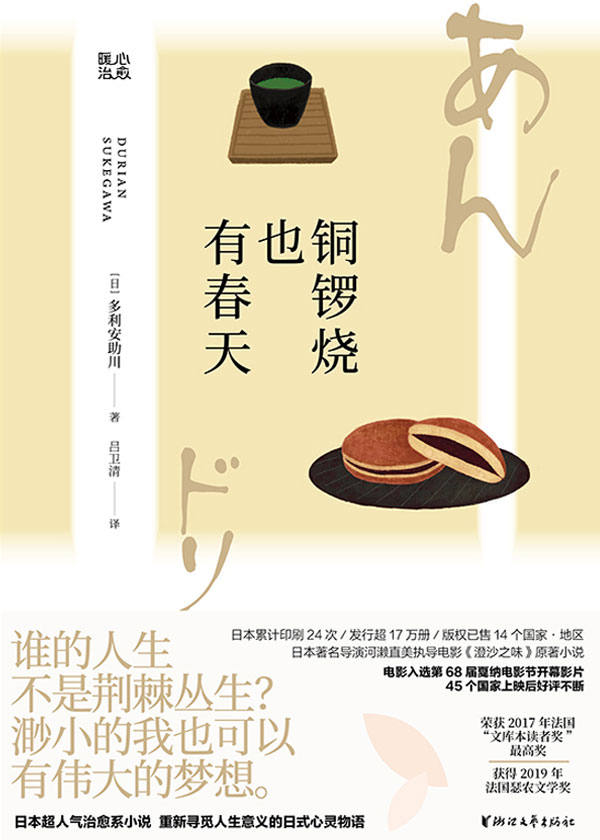 暖心
治愈
あん
DURIAN
SUKEGAWA
铜锣烧
也
有春天
［日］多利安助川——著
吕卫清——译
ドリ
谁的人生
不是荆棘丛生？
渺小的我也可以
有伟大的梦想。
日本累计印刷 24 次 / 发行超 17 万册 / 版权已售 14 个国家·地区
日本著名导演河濑直美执导电影《澄沙之味》原著小说
电影入选第 68 届戛纳电影节开幕影片
45 个国家上映后好评不断
荣获 2017 年法国
“文库本读者奖”
最高奖
获得 2019 年
法国瑟农文学奖
日本超人气治愈系小说 重新寻觅人生意义的日式心灵物语
浙江文艺出版社